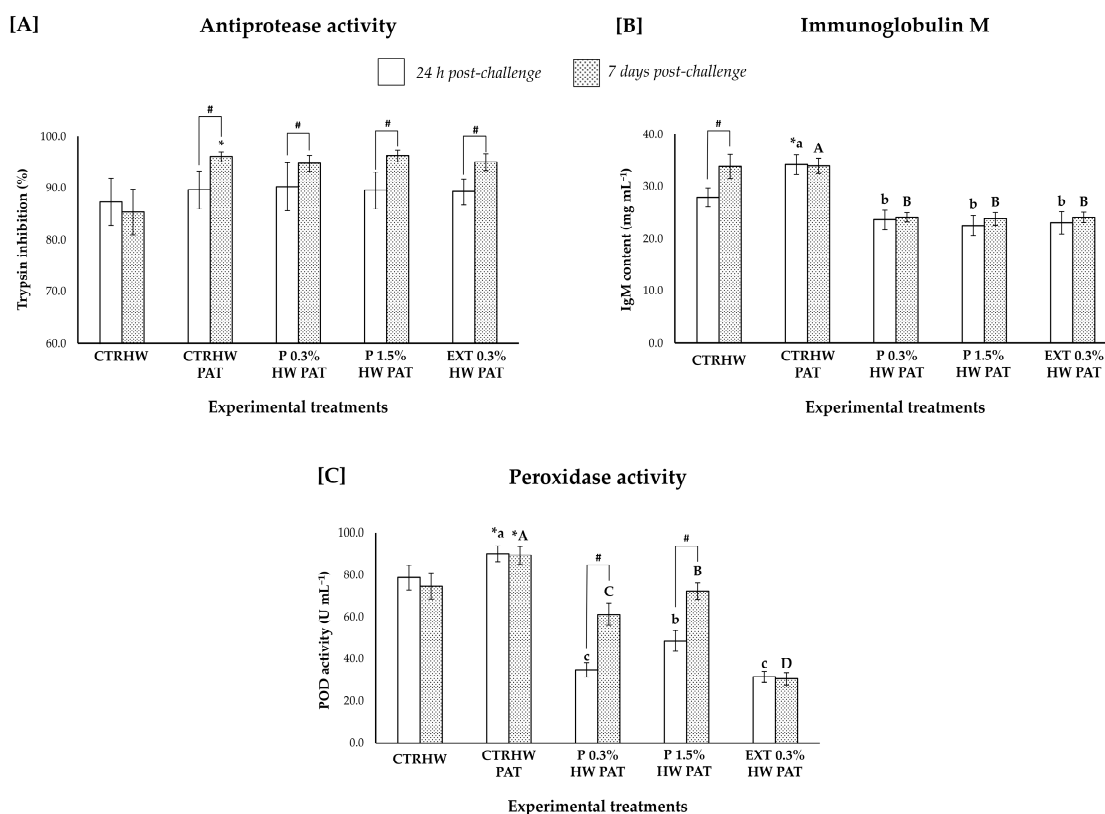 [A]
Antiprotease activity
[B]
Immunoglobulin M
24 h post-challenge
7 days post-challenge
#
#
#
#
*
100.0
90.0
80.0
70.0
60.0
Trypsin inhibition (%)
CTRHW
CTRHW
PAT
P 0.3%
HW PAT
P 1.5%
HW PAT
EXT 0.3%
HW PAT
Experimental treatments
#
*a
A
b
B
b
B
b
B
40.0
30.0
20.0
10.0
0.0
IgM content (mg mL⁻¹)
CTRHW
CTRHW
PAT
P 0.3%
HW PAT
P 1.5%
HW PAT
EXT 0.3%
HW PAT
Experimental treatments
[C]
Peroxidase activity
*a
*A
#
c
C
#
b
B
c
D
100.0
80.0
60.0
40.0
20.0
0.0
POD activity (U mL⁻¹)
CTRHW
CTRHW
PAT
P 0.3%
HW PAT
P 1.5%
HW PAT
EXT 0.3%
HW PAT
Experimental treatments